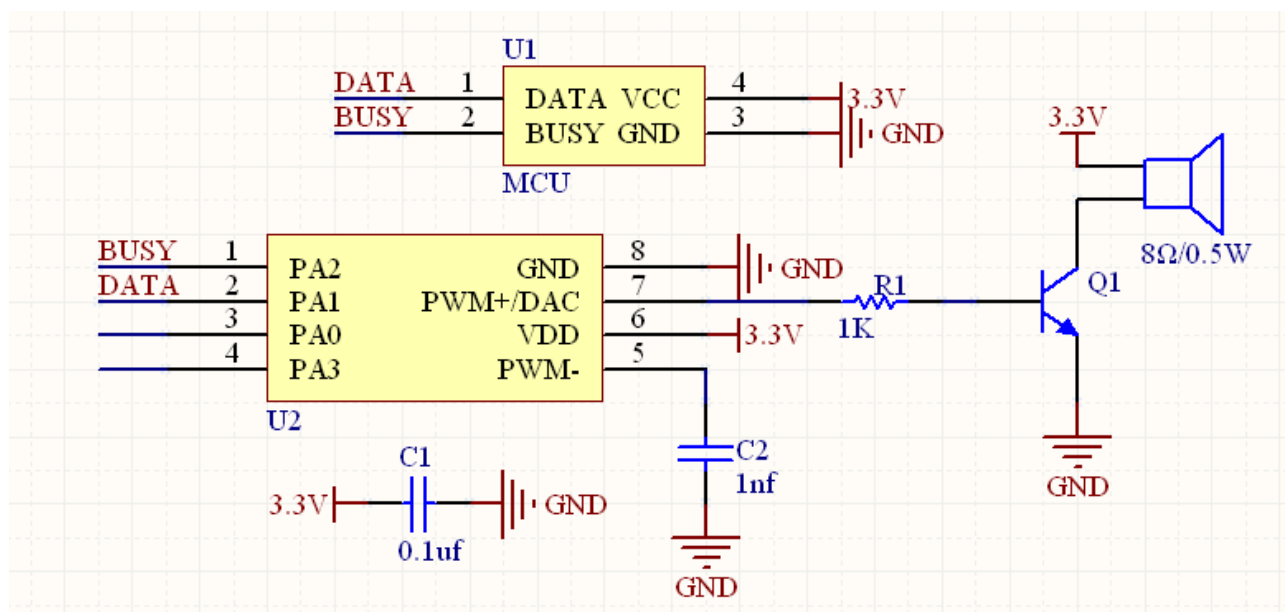 U1
DATA 1 DATA VCC 4 3.3V
BUSY 2 BUSY GND 3 GND
MCU
3.3V
8Ω/0.5W
BUSY 1 PA2 GND 8 GND
DATA 2 PA1 PWM+/DAC 7 R1 Q1
3 PA0 VDD 6 3.3V 1K
4 PA3 PWM- 5
U2
C1 C2
1nf
3.3V GND GND
0.1uf
GND